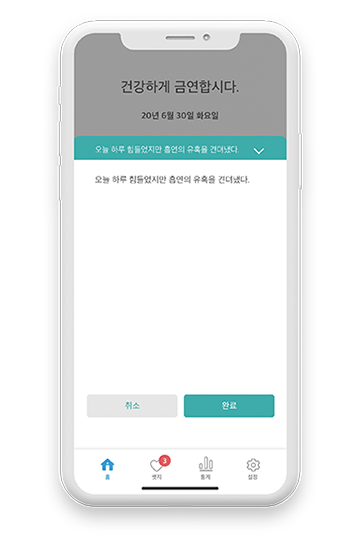 건강하게 금연합시다.
20년 6월 30일 화요일
오늘 하루 힘들었지만 흡연의 유혹을 견뎌냈다.
오늘 하루 힘들었지만 흡연의 유혹을 견뎌냈다.
취소
완료
3
홈
뱃지
통계
설정